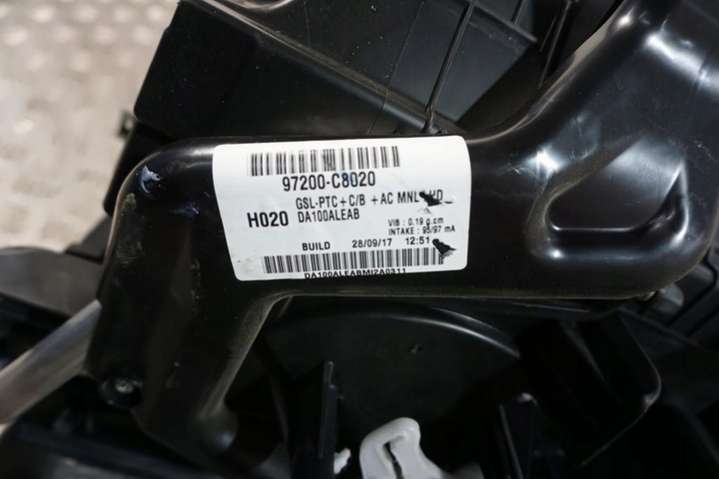 97200-C8020
GSL-PTC+C/B +AC MNL
H020 DA100ALEAB
VIB : 0.19 g.cm
INTAKE : 95/97 mA
BUILD 28/09/17 12:51
DA100ALEABMI2A0311